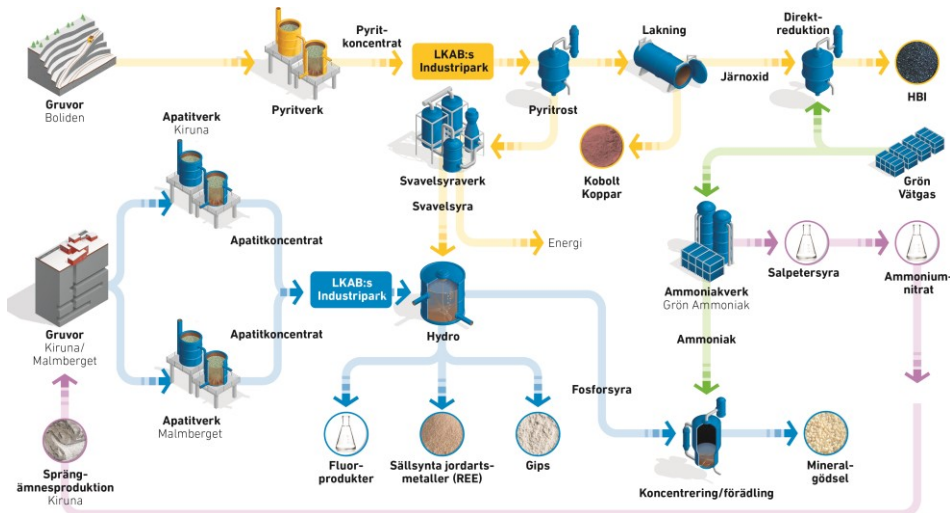 Gruvor
Boliden
Pyritverk
Pyrit-
koncentrat
LKAB:s
Industripark
Pyritrost
Lakning
Järnoxid
Direkt-
reduktion
HBI
Apatitverk
Kiruna
Svavelsyraverk
Svavelsyra
Kobolt
Koppar
Grön
Vätgas
Apatitkoncentrat
Energi
Gruvor
Kiruna/
Malmberget
LKAB:s
Industripark
Hydro
Ammoniakverk
Grön Ammoniak
Salpetersyra
Ammonium-
nitrat
Apatitkoncentrat
Ammoniak
Apatitverk
Malmberget
Fosforsyra
Spräng-
ämnesproduktion
Kiruna
Fluor-
produkter
Sällsynta jordarts-
metaller (REE)
Gips
Koncentrering/förädling
Mineral-
gödsel